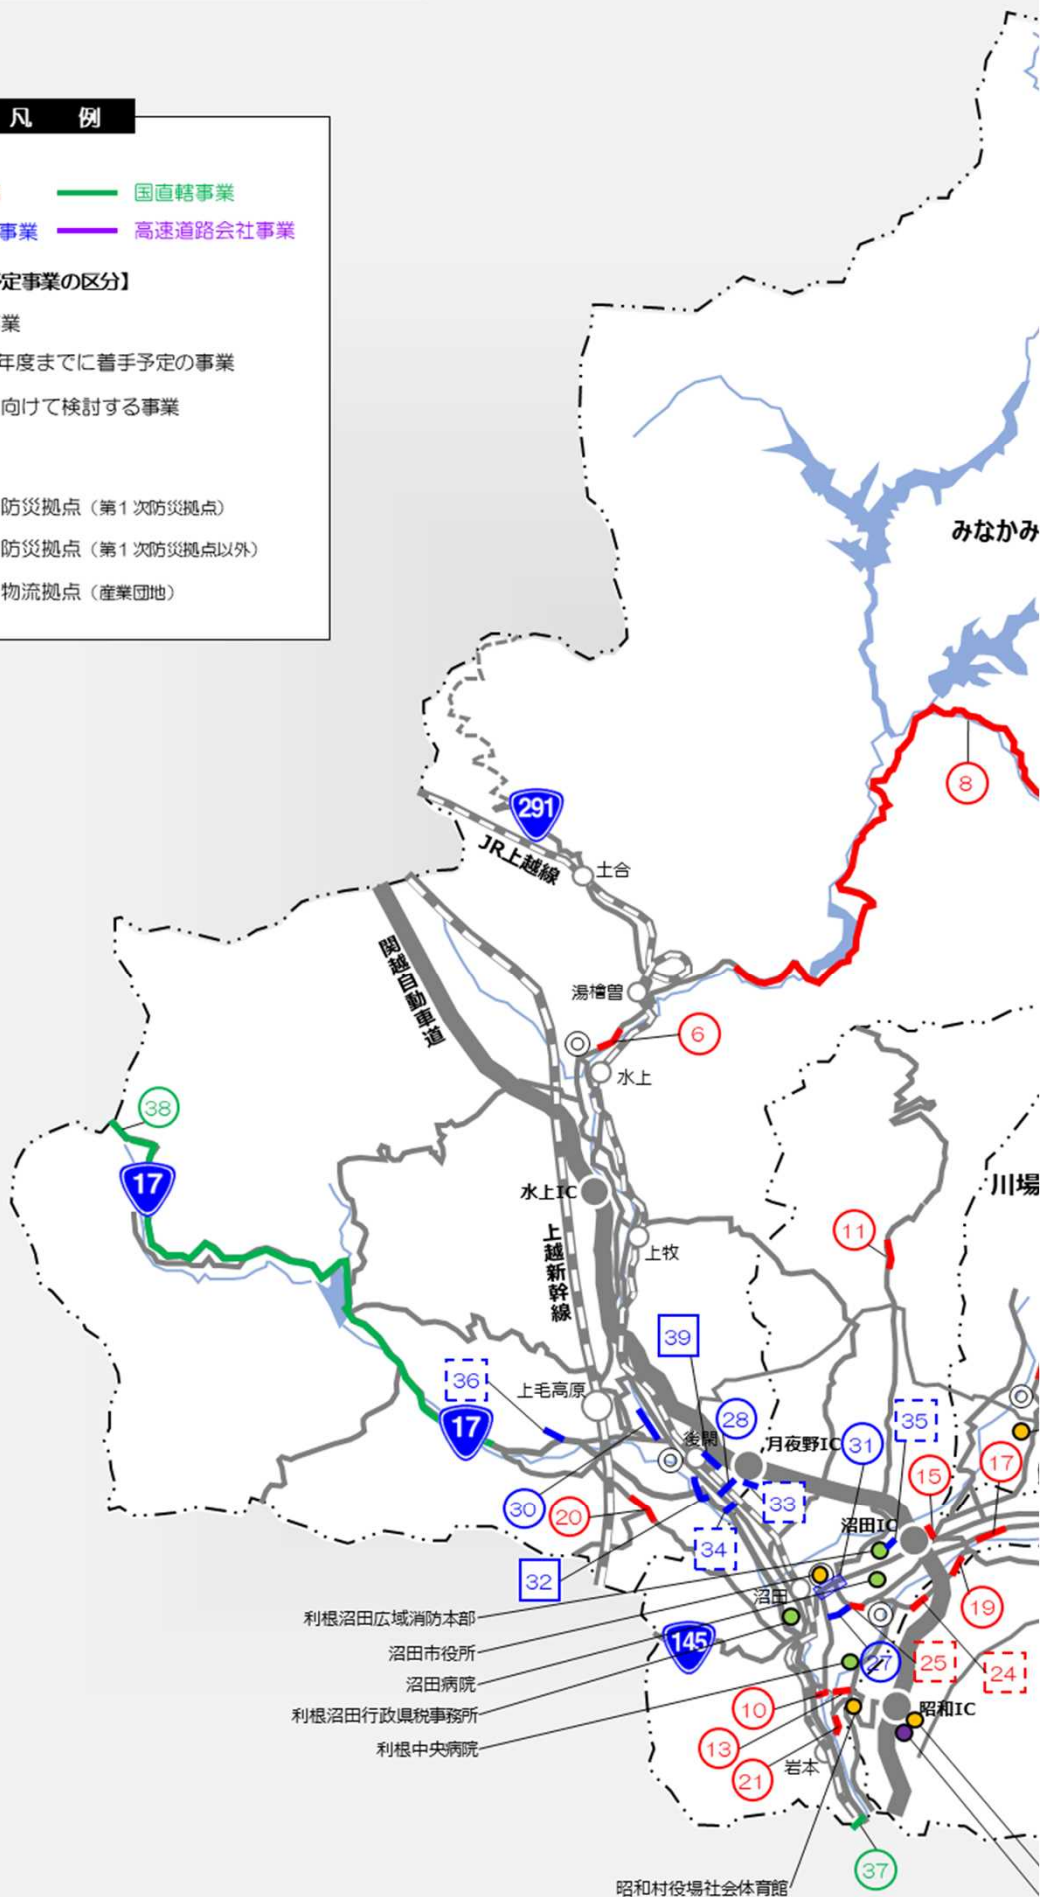 凡 例
国直轄事業
事業
高速道路会社事業
定事業の区分】
業
年度までに着手予定の事業
向けて検討する事業
防災拠点（第1次防災拠点）
防災拠点（第1次防災拠点以外）
物流拠点（産業団地）
みなかみ
8
291
JR上越線
土合
関越自動車道
湯檜曽
6
水上
38
17
水上IC
川場
11
上越新幹線
上牧
39
36
上毛高原
28
35
17
後閑
月夜野IC
31
15
17
30
20
33
沼田IC
34
32
沼田
19
利根沼田広域消防本部
145
沼田市役所
27
25
24
沼田病院
利根沼田行政県税事務所
10
昭和IC
利根中央病院
13
21
岩本
37
昭和村役場社会体育館